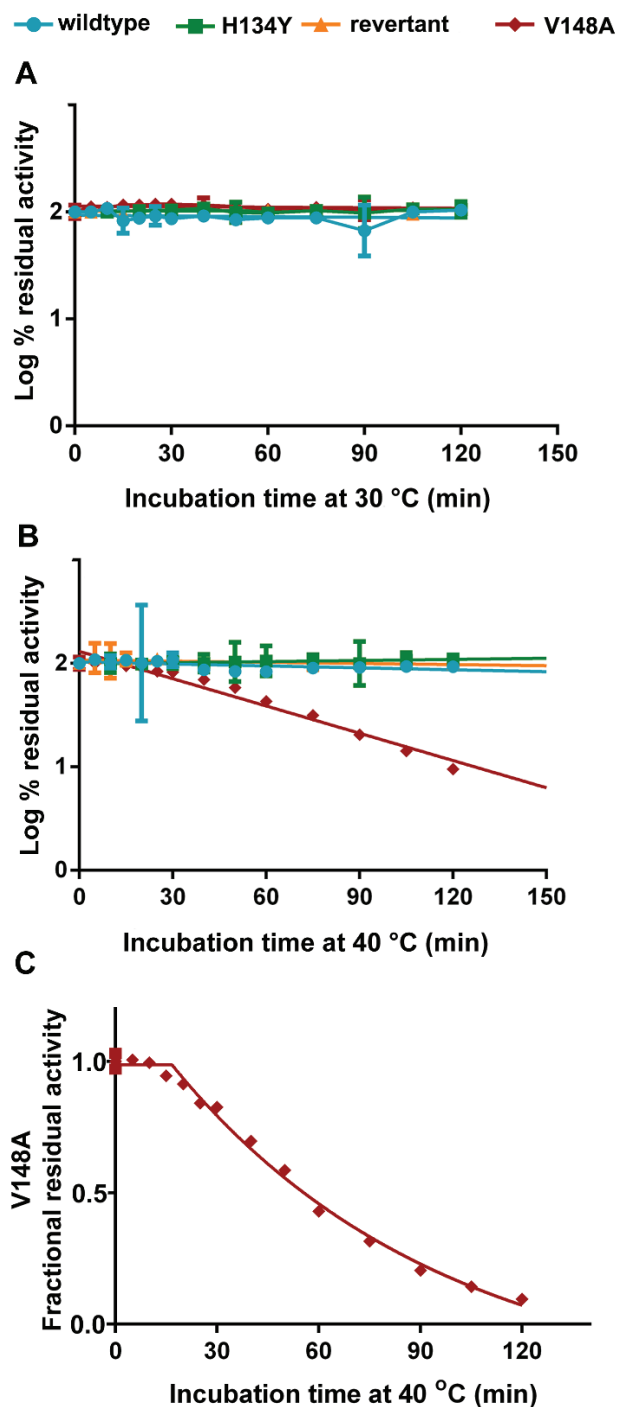 wildtype H134Y revertant V148A
A
Log % residual activity
2
1
0
0 30 60 90 120 150
Incubation time at 30 °C (min)
B
Log % residual activity
2
1
0
0 30 60 90 120 150
Incubation time at 40 °C (min)
C
V148A
Fractional residual activity
1.0
0.5
0.0
0 30 60 90 120
Incubation time at 40 °C (min)